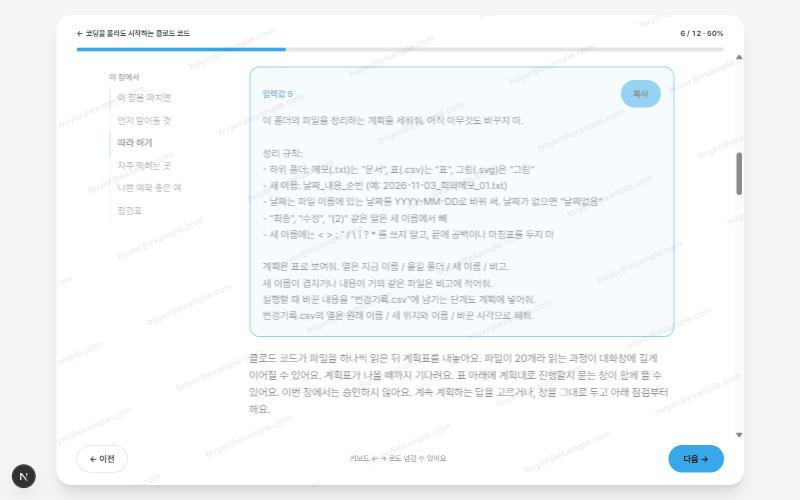 ← 코딩을 몰라도 시작하는 클로드 코드
6 / 12 · 50%
이 장에서
이 장을 마치면
먼저 알아둘 것
따라 하기
자주 막히는 곳
나쁜 예와 좋은 예
점검표
입력값 5
복사
이 폴더의 파일을 정리하는 계획을 세워줘. 아직 아무것도 바꾸지 마.
정리 규칙:
- 하위 폴더: 메모(.txt)는 "문서", 표(.csv)는 "표", 그림(.svg)은 "그림"
- 새 이름: 날짜_내용_순번 (예: 2026-11-03_회의메모_01.txt)
- 날짜는 파일 이름에 있는 날짜를 YYYY-MM-DD로 바꿔 써. 날짜가 없으면 "날짜없음"
- "최종", "수정", "(2)" 같은 말은 새 이름에서 빼
- 새 이름에는 < > : " / \ | ? * 를 쓰지 말고, 끝에 공백이나 마침표를 두지 마
계획은 표로 보여줘. 열은 지금 이름 / 옮길 폴더 / 새 이름 / 비고.
새 이름이 겹치거나 내용이 거의 같은 파일은 비고에 적어줘.
실행할 때 바꾼 내용을 "변경기록.csv"에 남기는 단계도 계획에 넣어줘.
변경기록.csv의 열은 원래 이름 / 새 위치와 이름 / 바꾼 시각으로 해줘.
클로드 코드가 파일을 하나씩 읽은 뒤 계획표를 내놓아요. 파일이 20개라 읽는 과정이 대화창에 길게
이어질 수 있어요. 계획표가 나올 때까지 기다려요. 표 아래에 계획대로 진행할지 묻는 창이 함께 뜰 수
있어요. 이번 장에서는 승인하지 않아요. 계속 계획하는 답을 고르거나, 창을 그대로 두고 아래 점검부터
해요.
← 이전
키보드 ← → 로도 넘길 수 있어요
다음 →
N
buyer@example.com